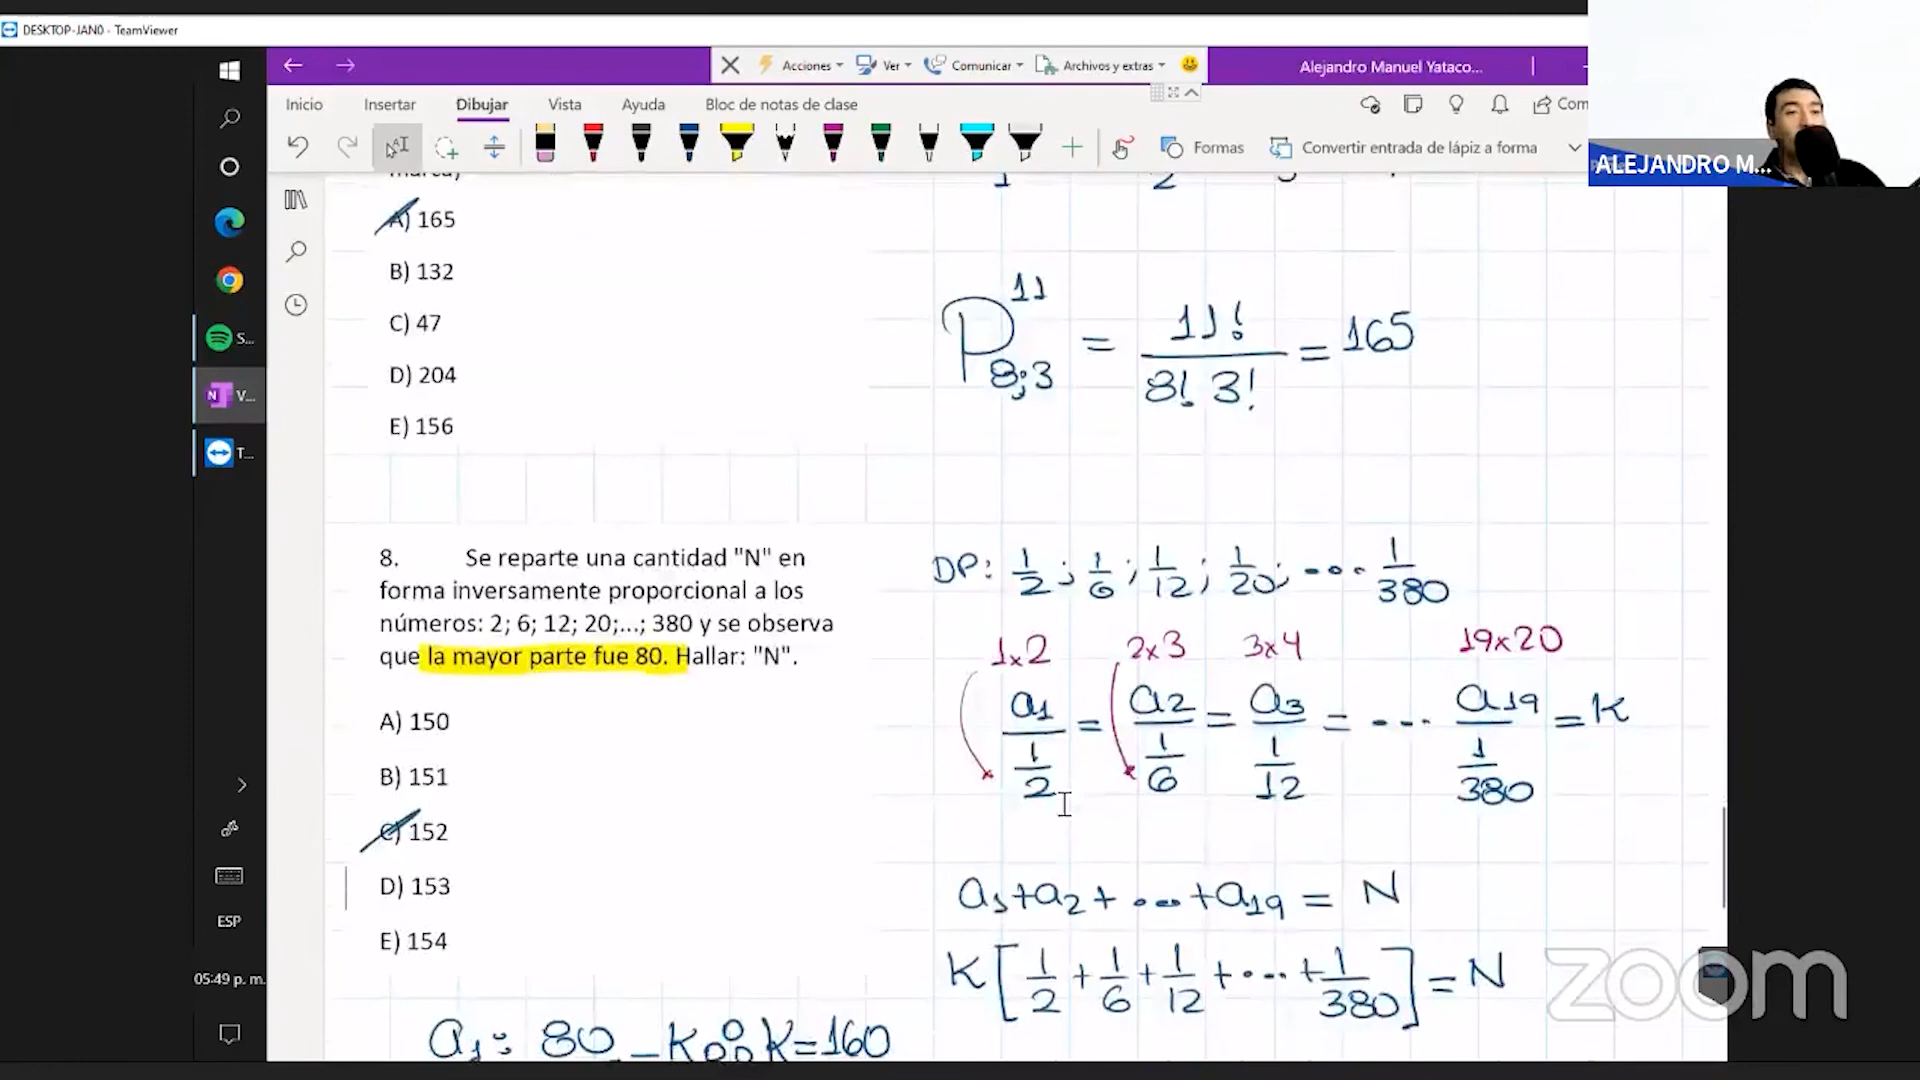 DESKTOP-JAN0 - TeamViewer
Acciones
Ver
Comunicar
Archivos y extras
Alejandro Manuel Yataco...
Inicio
Insertar
Dibujar
Vista
Ayuda
Bloc de notas de clase
Com
Formas
Convertir entrada de lápiz a forma
ALEJANDRO M...
S...
V...
T...
ESP
05:49 p. m.
A) 165
B) 132
C) 47
D) 204
E) 156
P 11 8;3 = 11! / 8! 3! = 165
8. Se reparte una cantidad "N" en
forma inversamente proporcional a los
números: 2; 6; 12; 20;...; 380 y se observa
que la mayor parte fue 80. Hallar: "N".
A) 150
B) 151
C) 152
D) 153
E) 154
DP: 1/2 ; 1/6 ; 1/12 ; 1/20 ; ... 1/380
1x2 2x3 3x4 19x20
a1/(1/2) = a2/(1/6) = a3/(1/12) = ... a19/(1/380) = K
a1+a2+ ... +a19 = N
K[1/2 + 1/6 + 1/12 + ... + 1/380] = N
a1: 80 = K K=160
zoom